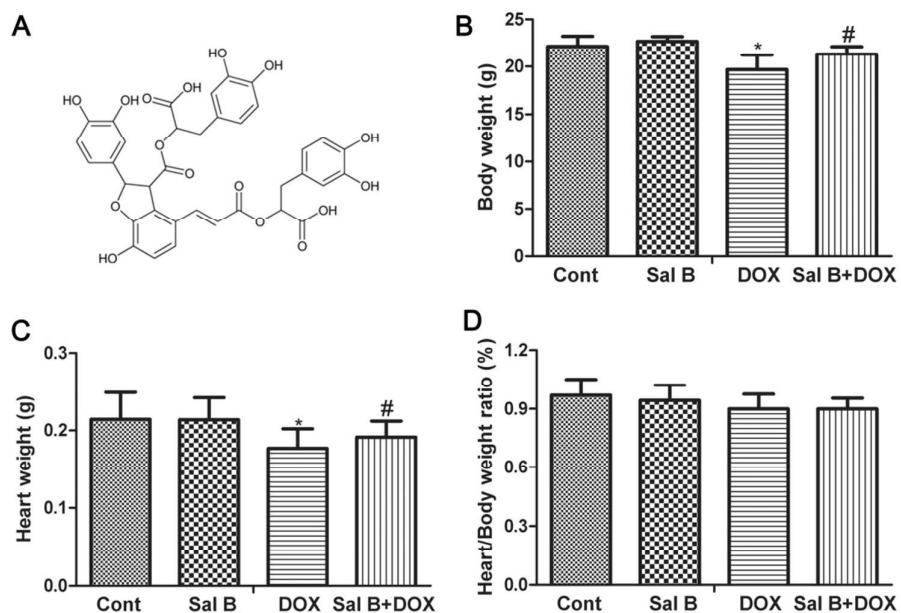 A
HO
OH
HO
OH
O
OH
HO
O
O
O
OH
O
O
O
OH
O
HO
OH
B
Body weight (g)
25
20
15
10
5
0
*
#
Cont
Sal B
DOX
Sal B+DOX
C
Heart weight (g)
0.3
0.2
0.1
0.0
*
#
Cont
Sal B
DOX
Sal B+DOX
D
Heart/Body weight ratio (%)
1.2
0.9
0.6
0.3
0.0
Cont
Sal B
DOX
Sal B+DOX